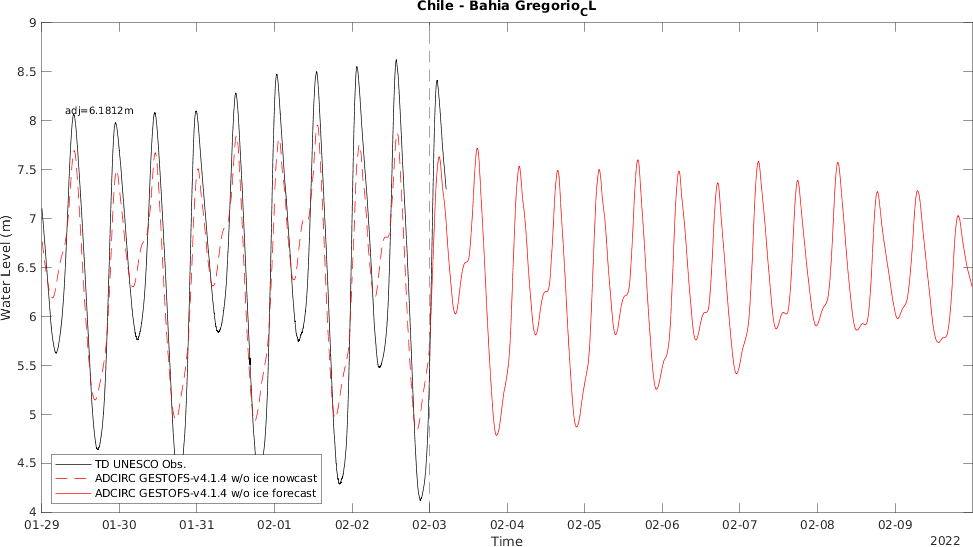 Chile - Bahia Gregorio_CL
adj=6.1812m
9
8.5
8
7.5
7
6.5
6
5.5
5
4.5
4
Water Level (m)
TD UNESCO Obs.
ADCIRC GESTOFS-v4.1.4 w/o ice nowcast
ADCIRC GESTOFS-v4.1.4 w/o ice forecast
01-29 01-30 01-31 02-01 02-02 02-03 02-04 02-05 02-06 02-07 02-08 02-09
Time
2022